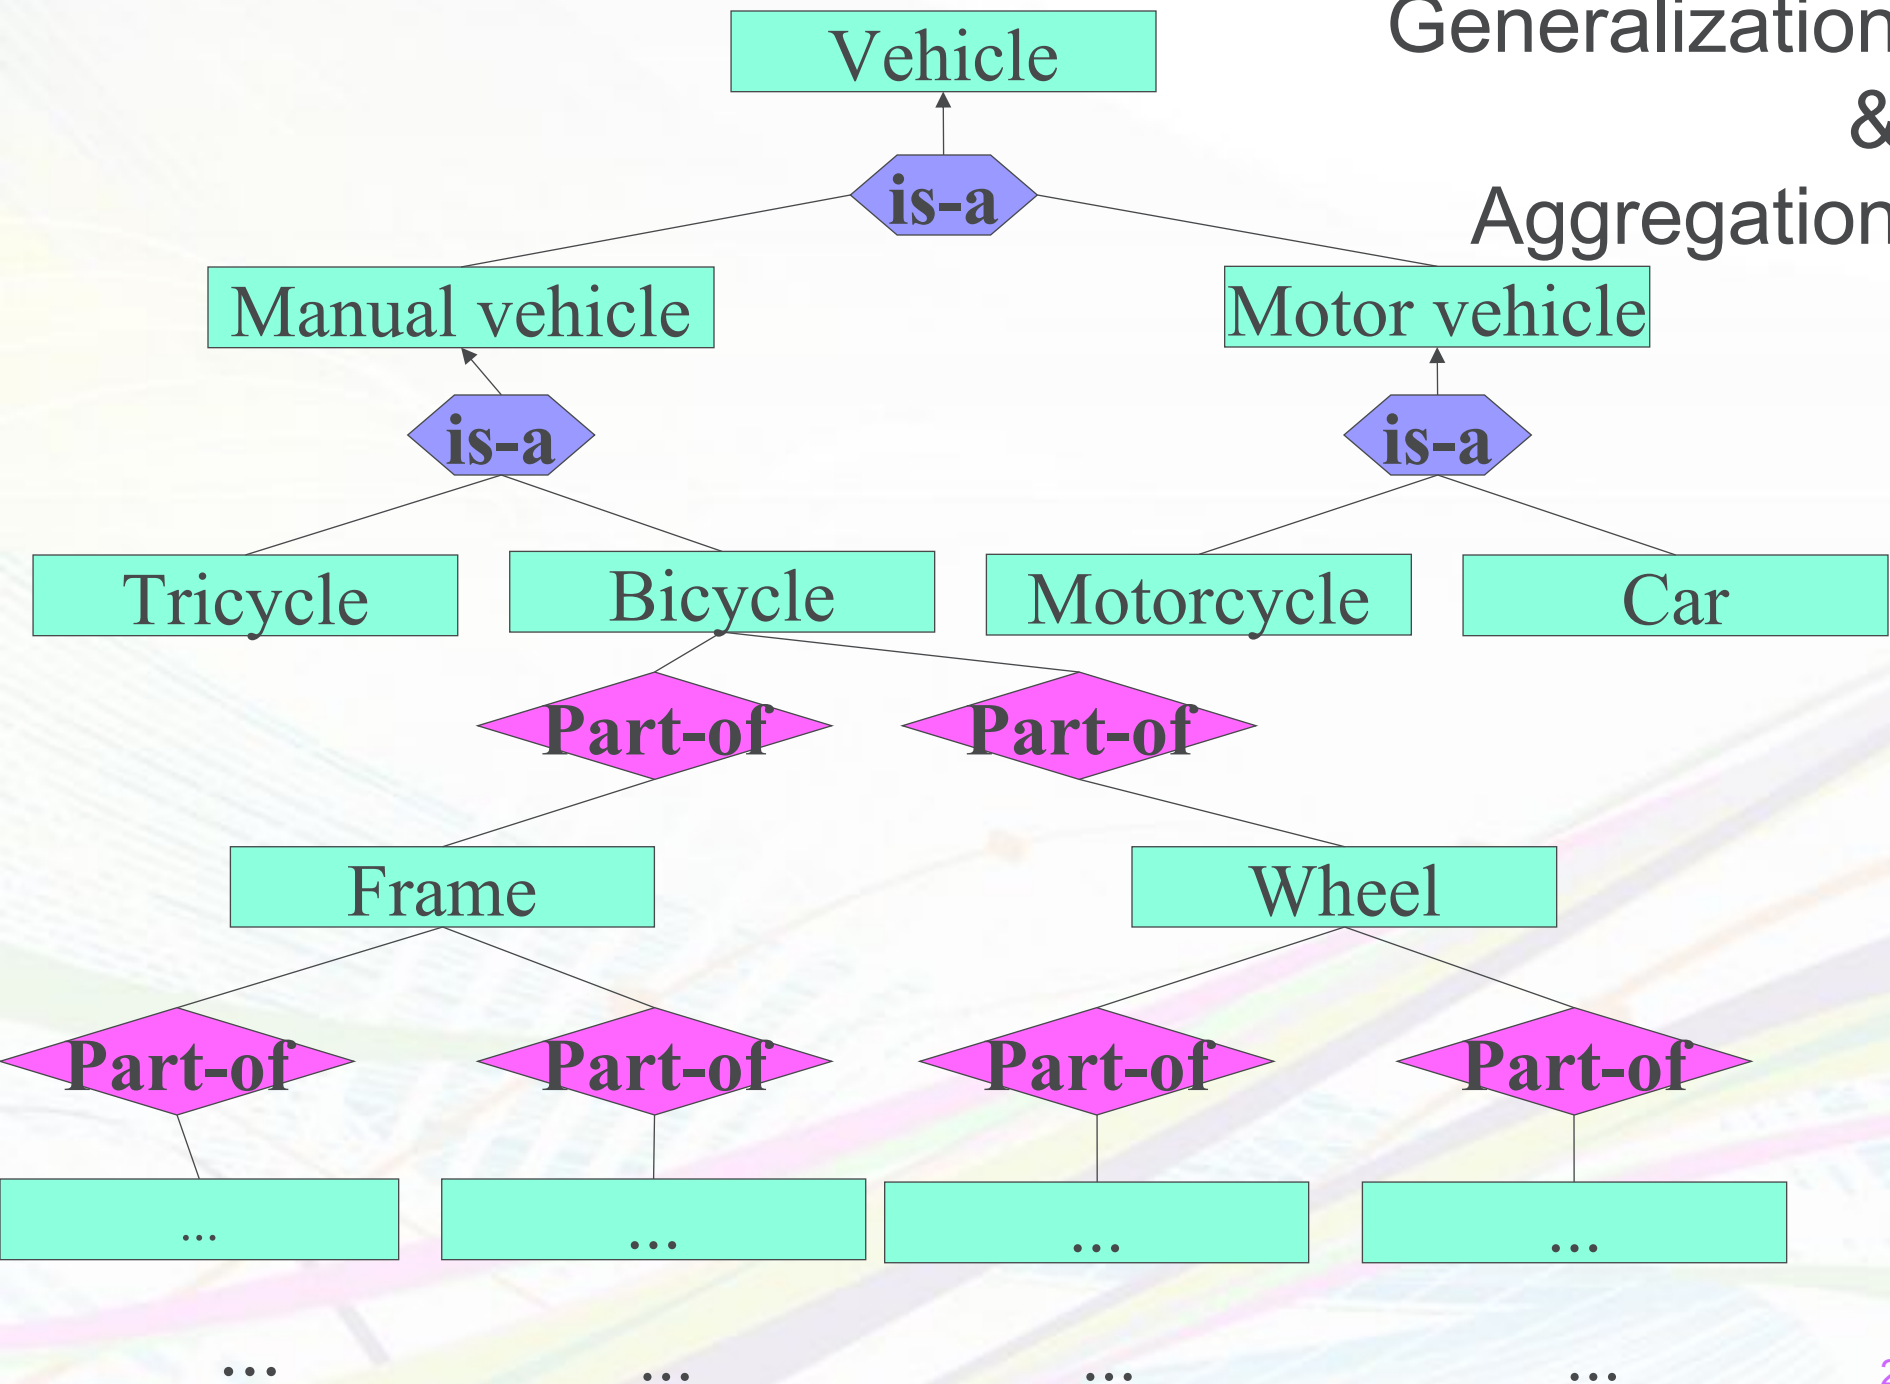 Generalization
&
Aggregation
Vehicle
is-a
Manual vehicle
Motor vehicle
is-a
is-a
Tricycle
Bicycle
Motorcycle
Car
Part-of
Part-of
Frame
Wheel
Part-of
Part-of
Part-of
Part-of
...
...
...
...
...
...
...
...
2